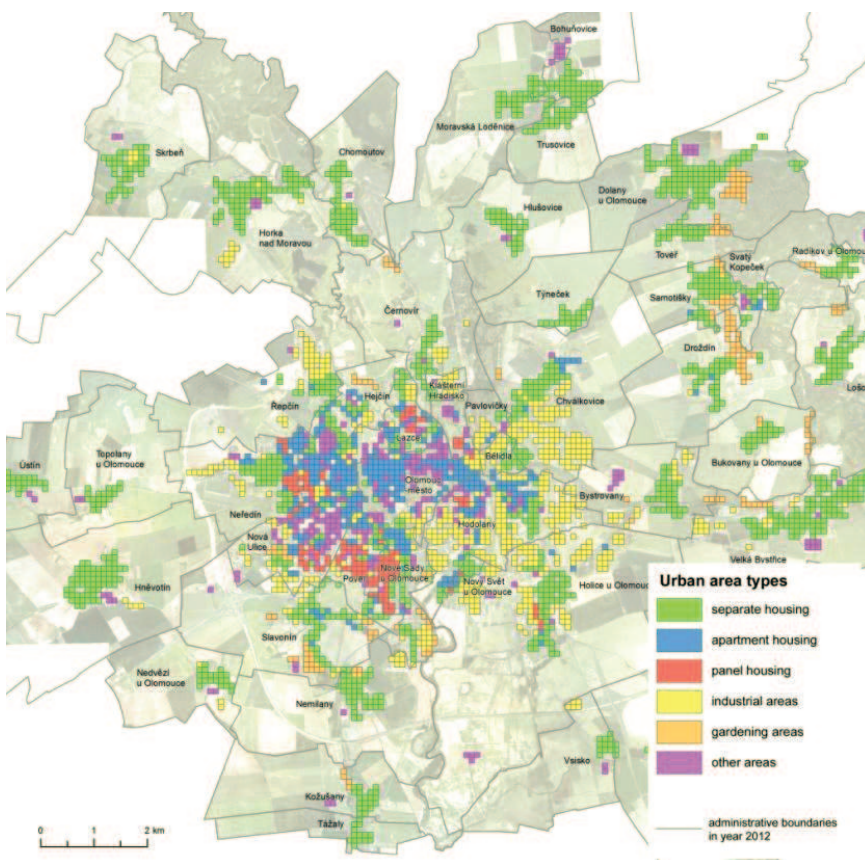 Bohuňovice
Moravská Loděnice
Trusovice
Skrbeň
Chomoutov
Dolany
u Olomouce
Hlušovice
Horka
nad Moravou
Tovéř
Svatý
Kopeček
Radíkov u Olomou
Týneček
Samotišky
Černovír
Droždín
Klášterní
Hradisko
Hejčín
Řepčín
Pavlovičky
Chválkovice
Lošo
Lazce
Bělidla
Topolany
u Olomouce
Ústín
Bukovany u Olomouce
Olomouc
město
Bystrovany
Neředín
Hodolany
Nová
Ulice
Velká Bystřice
Nové Sady
u Olomouce
Povel
Nový Svět
u Olomouce
Holice u Olomouc
Hněvotín
Slavonín
Nedvězí
u Olomouce
Nemilany
Vsisko
Kožušany
Tážaly
Urban area types
separate housing
apartment housing
panel housing
industrial areas
gardening areas
other areas
administrative boundaries
in year 2012
0 1 2 km